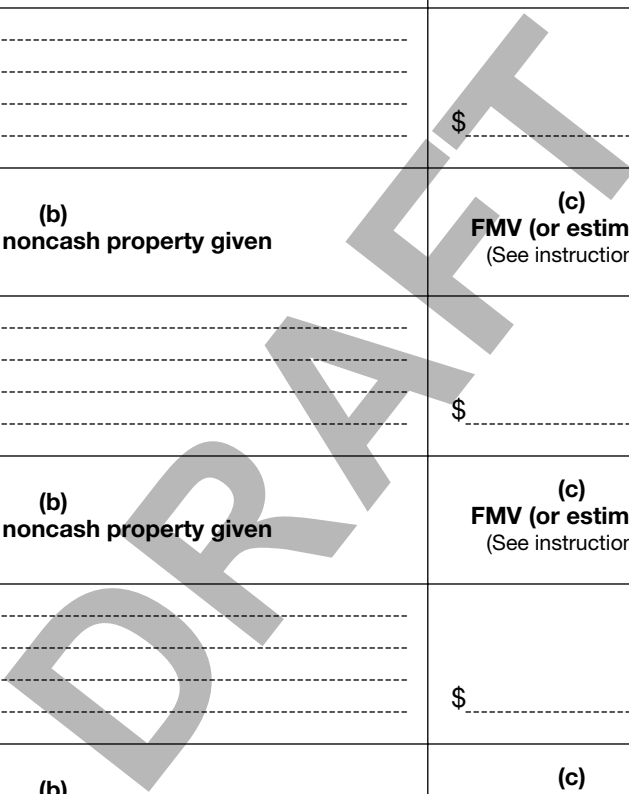 $
(b)
noncash property given
(c)
FMV (or estim
(See instruction
$
(b)
noncash property given
(c)
FMV (or estim
(See instruction
$
(b)
(c)
DRAFT